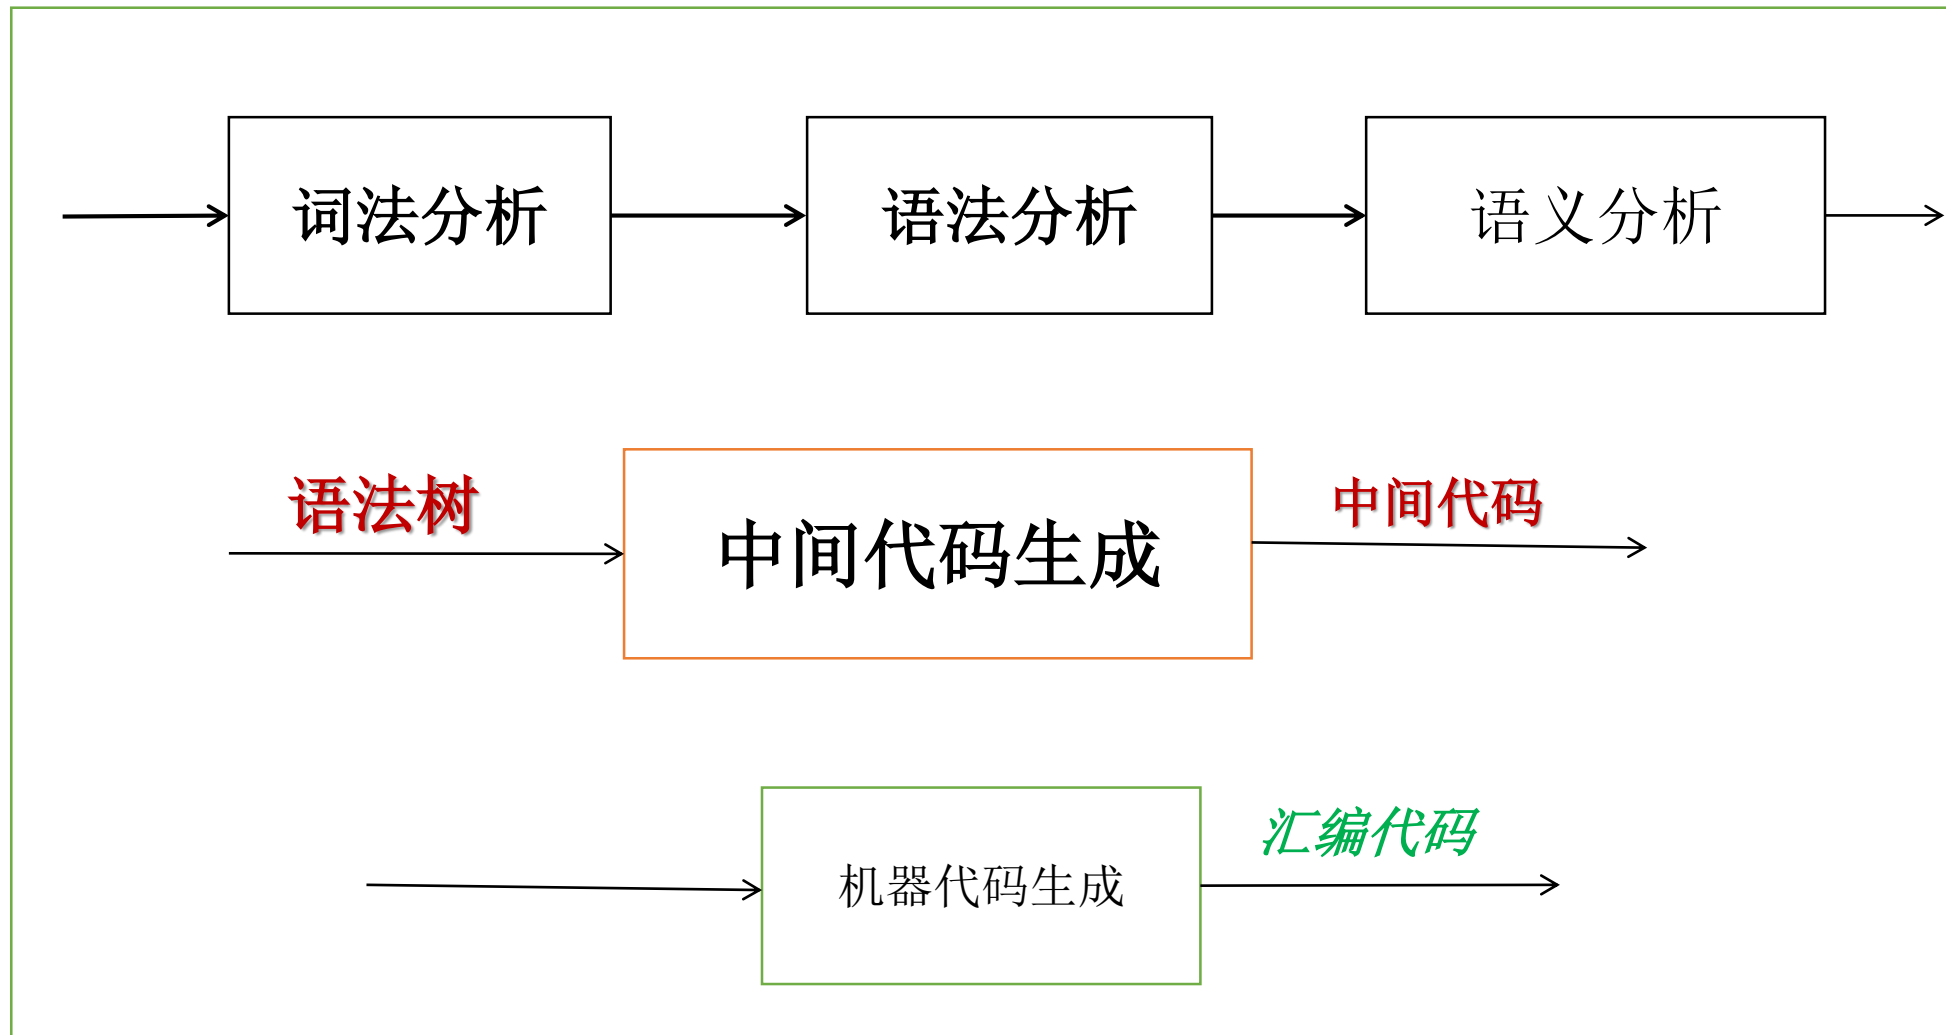 词法分析
语法分析
语义分析
语法树
中间代码生成
中间代码
机器代码生成
汇编代码